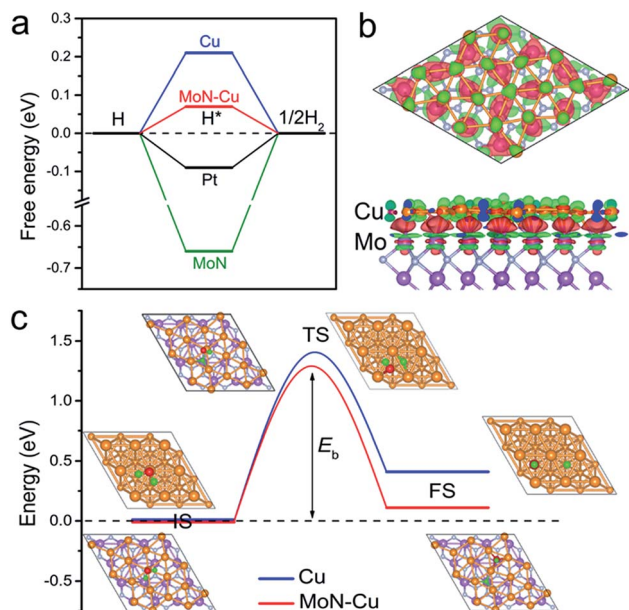 a
0.3
0.2
0.1
0.0
-0.1
-0.6
-0.7
Free energy (eV)
Cu
MoN-Cu
H
H*
1/2H2
Pt
MoN
b
Cu
Mo
c
1.5
1.0
0.5
0.0
-0.5
Energy (eV)
TS
Eb
IS
FS
Cu
MoN-Cu